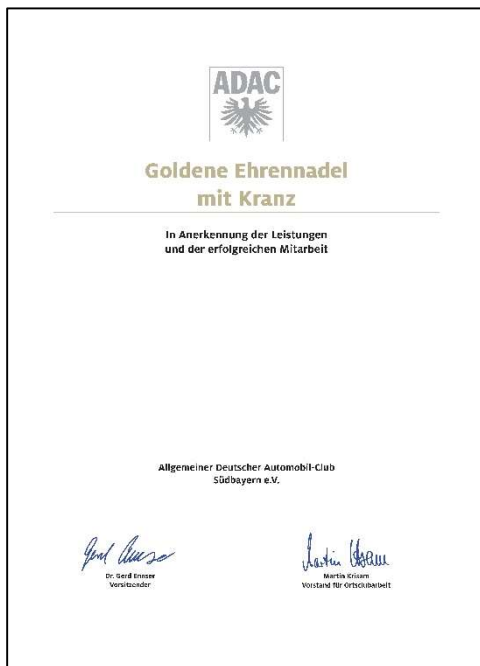 ADAC
Goldene Ehrennadel
mit Kranz
In Anerkennung der Leistungen
und der erfolgreichen Mitarbeit
Allgemeiner Deutscher Automobil-Club
Südbayern e.V.
Dr. Gerd Ennser
Vorsitzender
Martin Krisam
Vorstand für Ortsclubarbeit